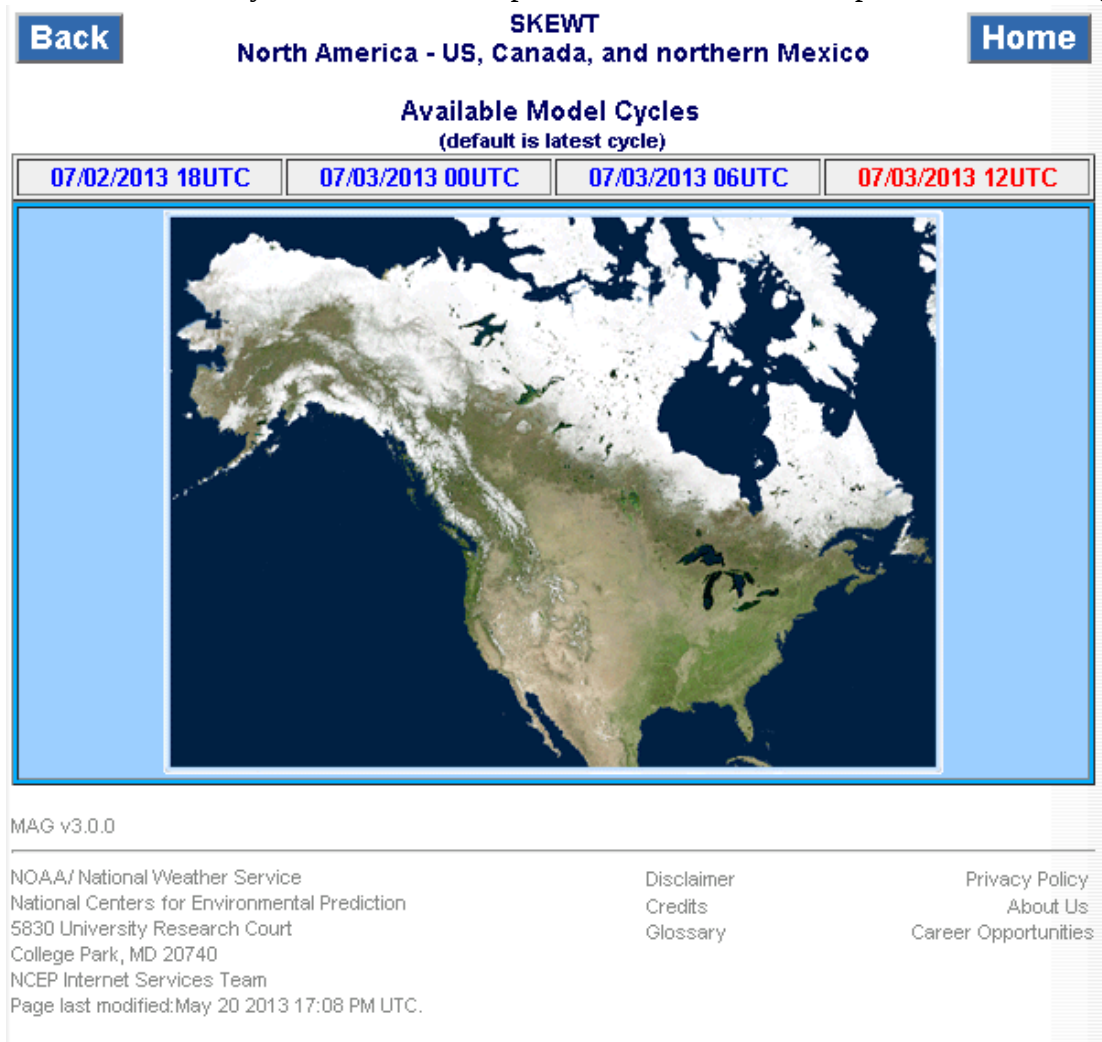 Back
SKEWT
Home
North America - US, Canada, and northern Mexico
Available Model Cycles
(default is latest cycle)
07/02/2013 18UTC 07/03/2013 00UTC 07/03/2013 06UTC 07/03/2013 12UTC
MAG v3.0.0
NOAA/ National Weather Service
National Centers for Environmental Prediction
5830 University Research Court
College Park, MD 20740
NCEP Internet Services Team
Page last modified:May 20 2013 17:08 PM UTC.
Disclaimer
Credits
Glossary
Privacy Policy
About Us
Career Opportunities